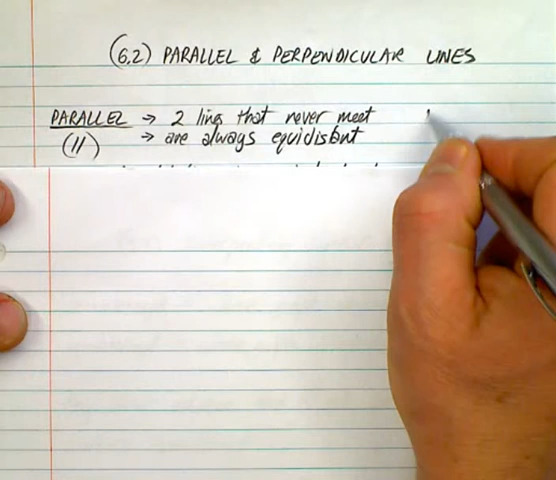 (6.2) PARALLEL & PERPENDICULAR LINES
PARALLEL → 2 lines that never meet
(//) → are always equidistant